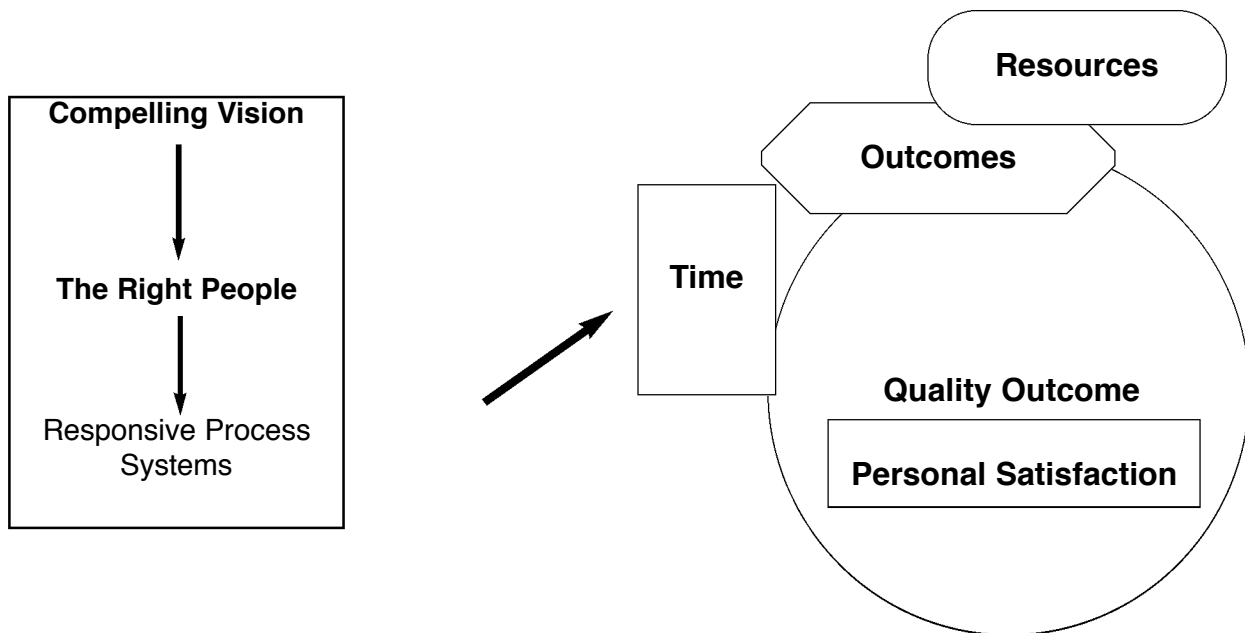 Compelling Vision
The Right People
Responsive Process
Systems
Resources
Outcomes
Time
Quality Outcome
Personal Satisfaction